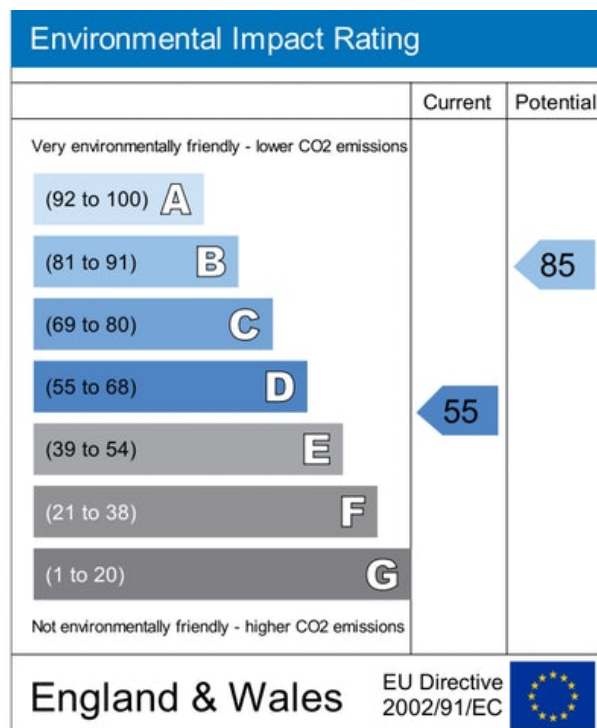 Environmental Impact Rating
Current Potential
Very environmentally friendly - lower CO2 emissions
(92 to 100) A
(81 to 91) B
85
(69 to 80) C
(55 to 68) D
55
(39 to 54) E
(21 to 38) F
(1 to 20) G
Not environmentally friendly - higher CO2 emissions
England & Wales
EU Directive
2002/91/EC